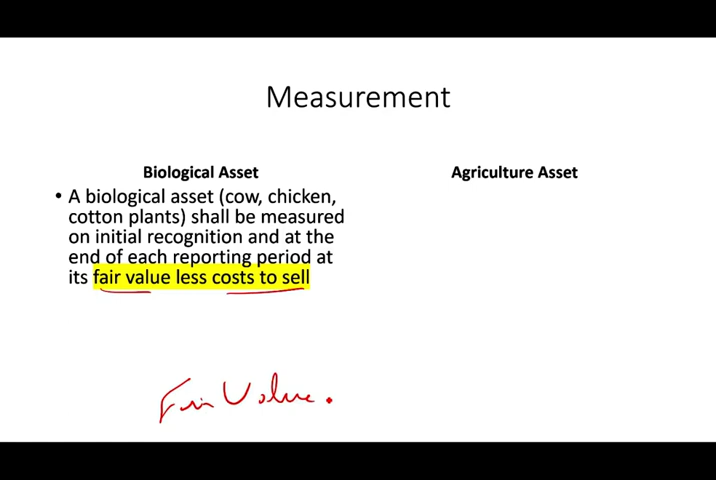 Measurement
Biological Asset
• A biological asset (cow, chicken,
cotton plants) shall be measured
on initial recognition and at the
end of each reporting period at
its fair value less costs to sell
Agriculture Asset
Fair Value.